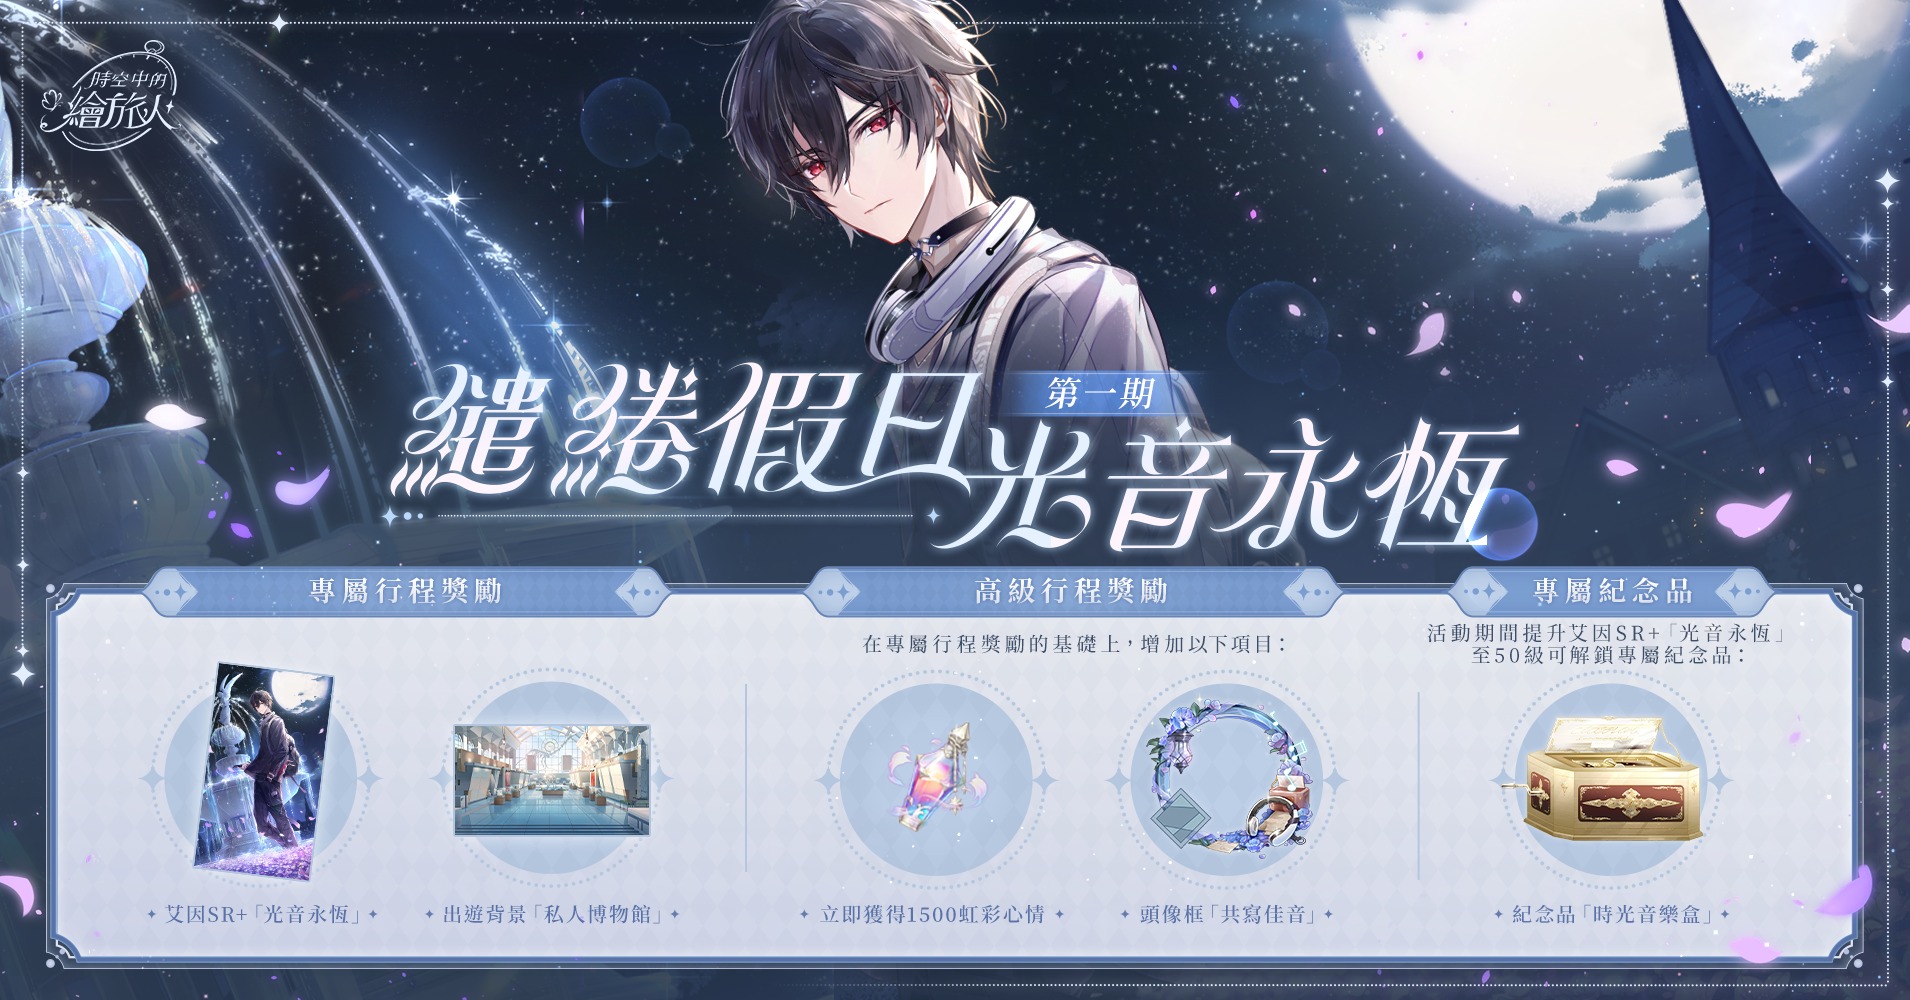 時空中的
繪旅人
繾綣假日
第一期
光音永恆
專屬行程獎勵
艾因SR+「光音永恆」
出遊背景「私人博物館」
高級行程獎勵
在專屬行程獎勵的基礎上，增加以下項目：
立即獲得1500虹彩心情
頭像框「共寫佳音」
專屬紀念品
活動期間提升艾因SR+「光音永恆」
至50級可解鎖專屬紀念品：
紀念品「時光音樂盒」